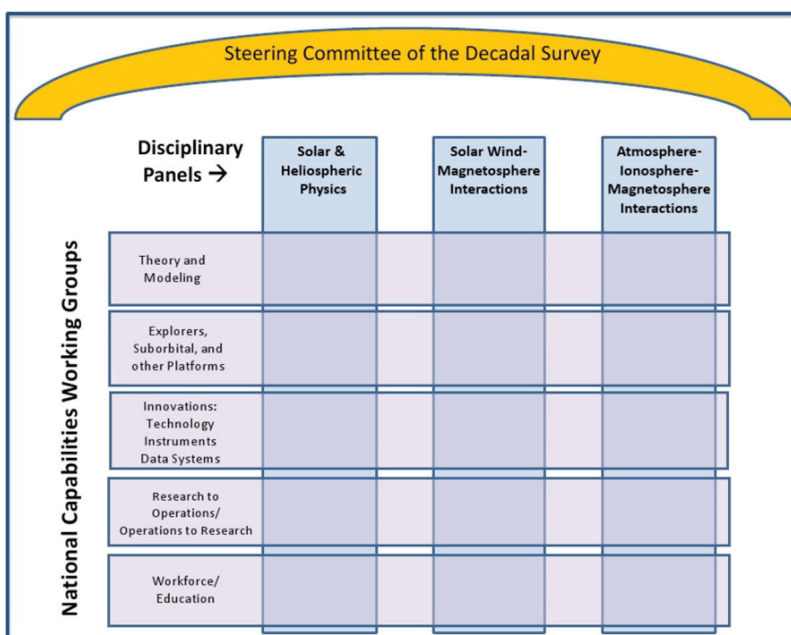 Steering Committee of the Decadal Survey
Disciplinary
Panels →
Solar &
Heliospheric
Physics
Solar Wind-
Magnetosphere
Interactions
Atmosphere-
Ionosphere-
Magnetosphere
Interactions
National Capabilities Working Groups
Theory and
Modeling
Explorers,
Suborbital, and
other Platforms
Innovations:
Technology
Instruments
Data Systems
Research to
Operations/
Operations to Research
Workforce/
Education